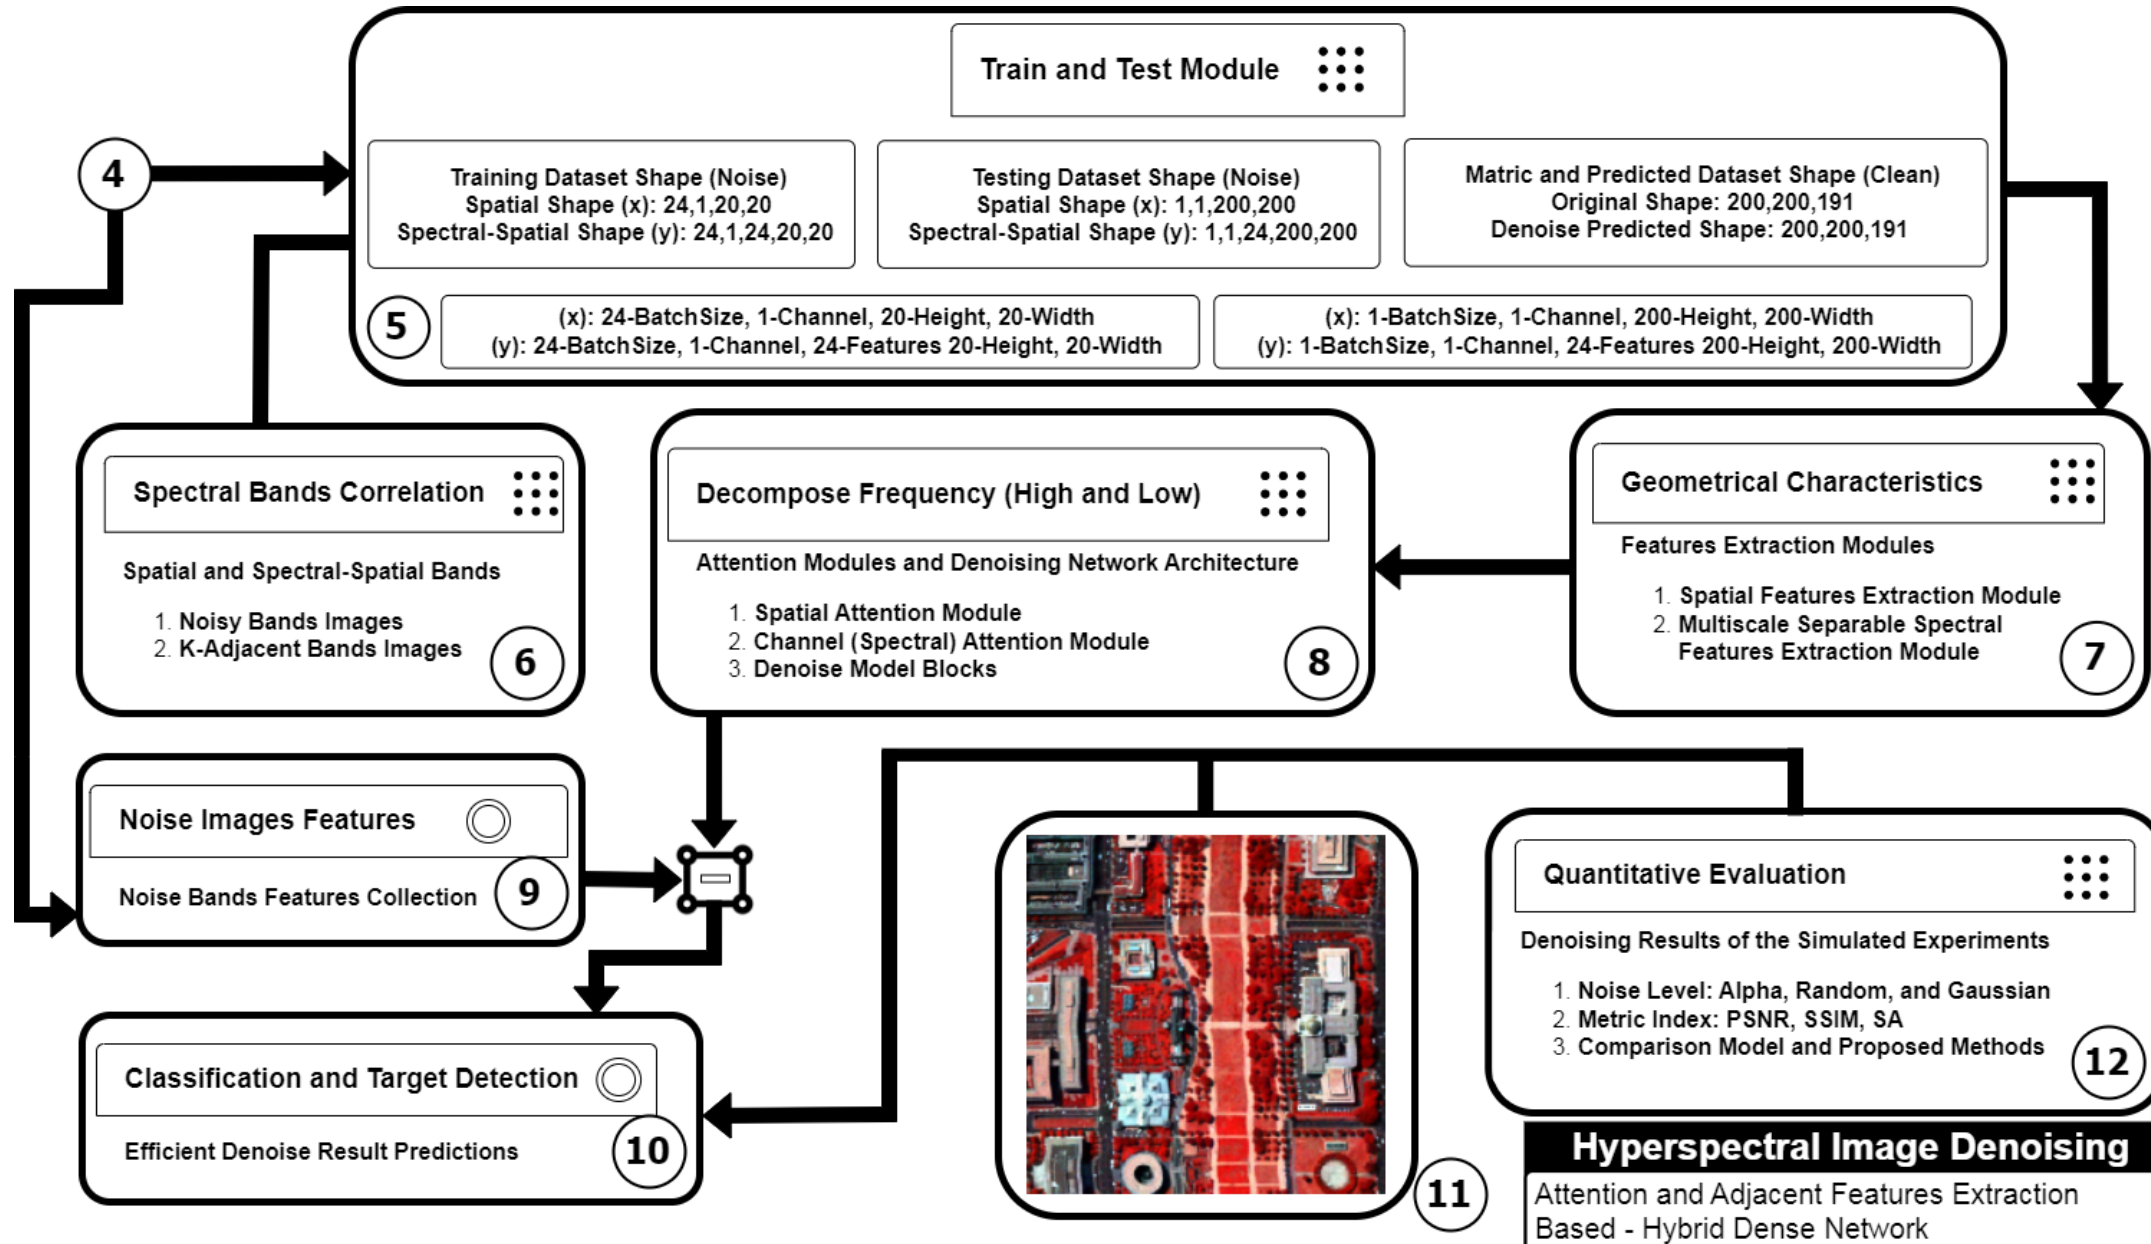 Train and Test Module
4
Training Dataset Shape (Noise)
Spatial Shape (x): 24,1,20,20
Spectral-Spatial Shape (y): 24,1,24,20,20
Testing Dataset Shape (Noise)
Spatial Shape (x): 1,1,200,200
Spectral-Spatial Shape (y): 1,1,24,200,200
Matric and Predicted Dataset Shape (Clean)
Original Shape: 200,200,191
Denoise Predicted Shape: 200,200,191
5
(x): 24-BatchSize, 1-Channel, 20-Height, 20-Width
(y): 24-BatchSize, 1-Channel, 24-Features 20-Height, 20-Width
(x): 1-BatchSize, 1-Channel, 200-Height, 200-Width
(y): 1-BatchSize, 1-Channel, 24-Features 200-Height, 200-Width
Spectral Bands Correlation
Spatial and Spectral-Spatial Bands
1. Noisy Bands Images
2. K-Adjacent Bands Images
6
Decompose Frequency (High and Low)
Attention Modules and Denoising Network Architecture
1. Spatial Attention Module
2. Channel (Spectral) Attention Module
3. Denoise Model Blocks
8
Geometrical Characteristics
Features Extraction Modules
1. Spatial Features Extraction Module
2. Multiscale Separable Spectral
Features Extraction Module
7
Noise Images Features
Noise Bands Features Collection
9
Classification and Target Detection
Efficient Denoise Result Predictions
10
11
Quantitative Evaluation
Denoising Results of the Simulated Experiments
1. Noise Level: Alpha, Random, and Gaussian
2. Metric Index: PSNR, SSIM, SA
3. Comparison Model and Proposed Methods
12
Hyperspectral Image Denoising
Attention and Adjacent Features Extraction
Based - Hybrid Dense Network